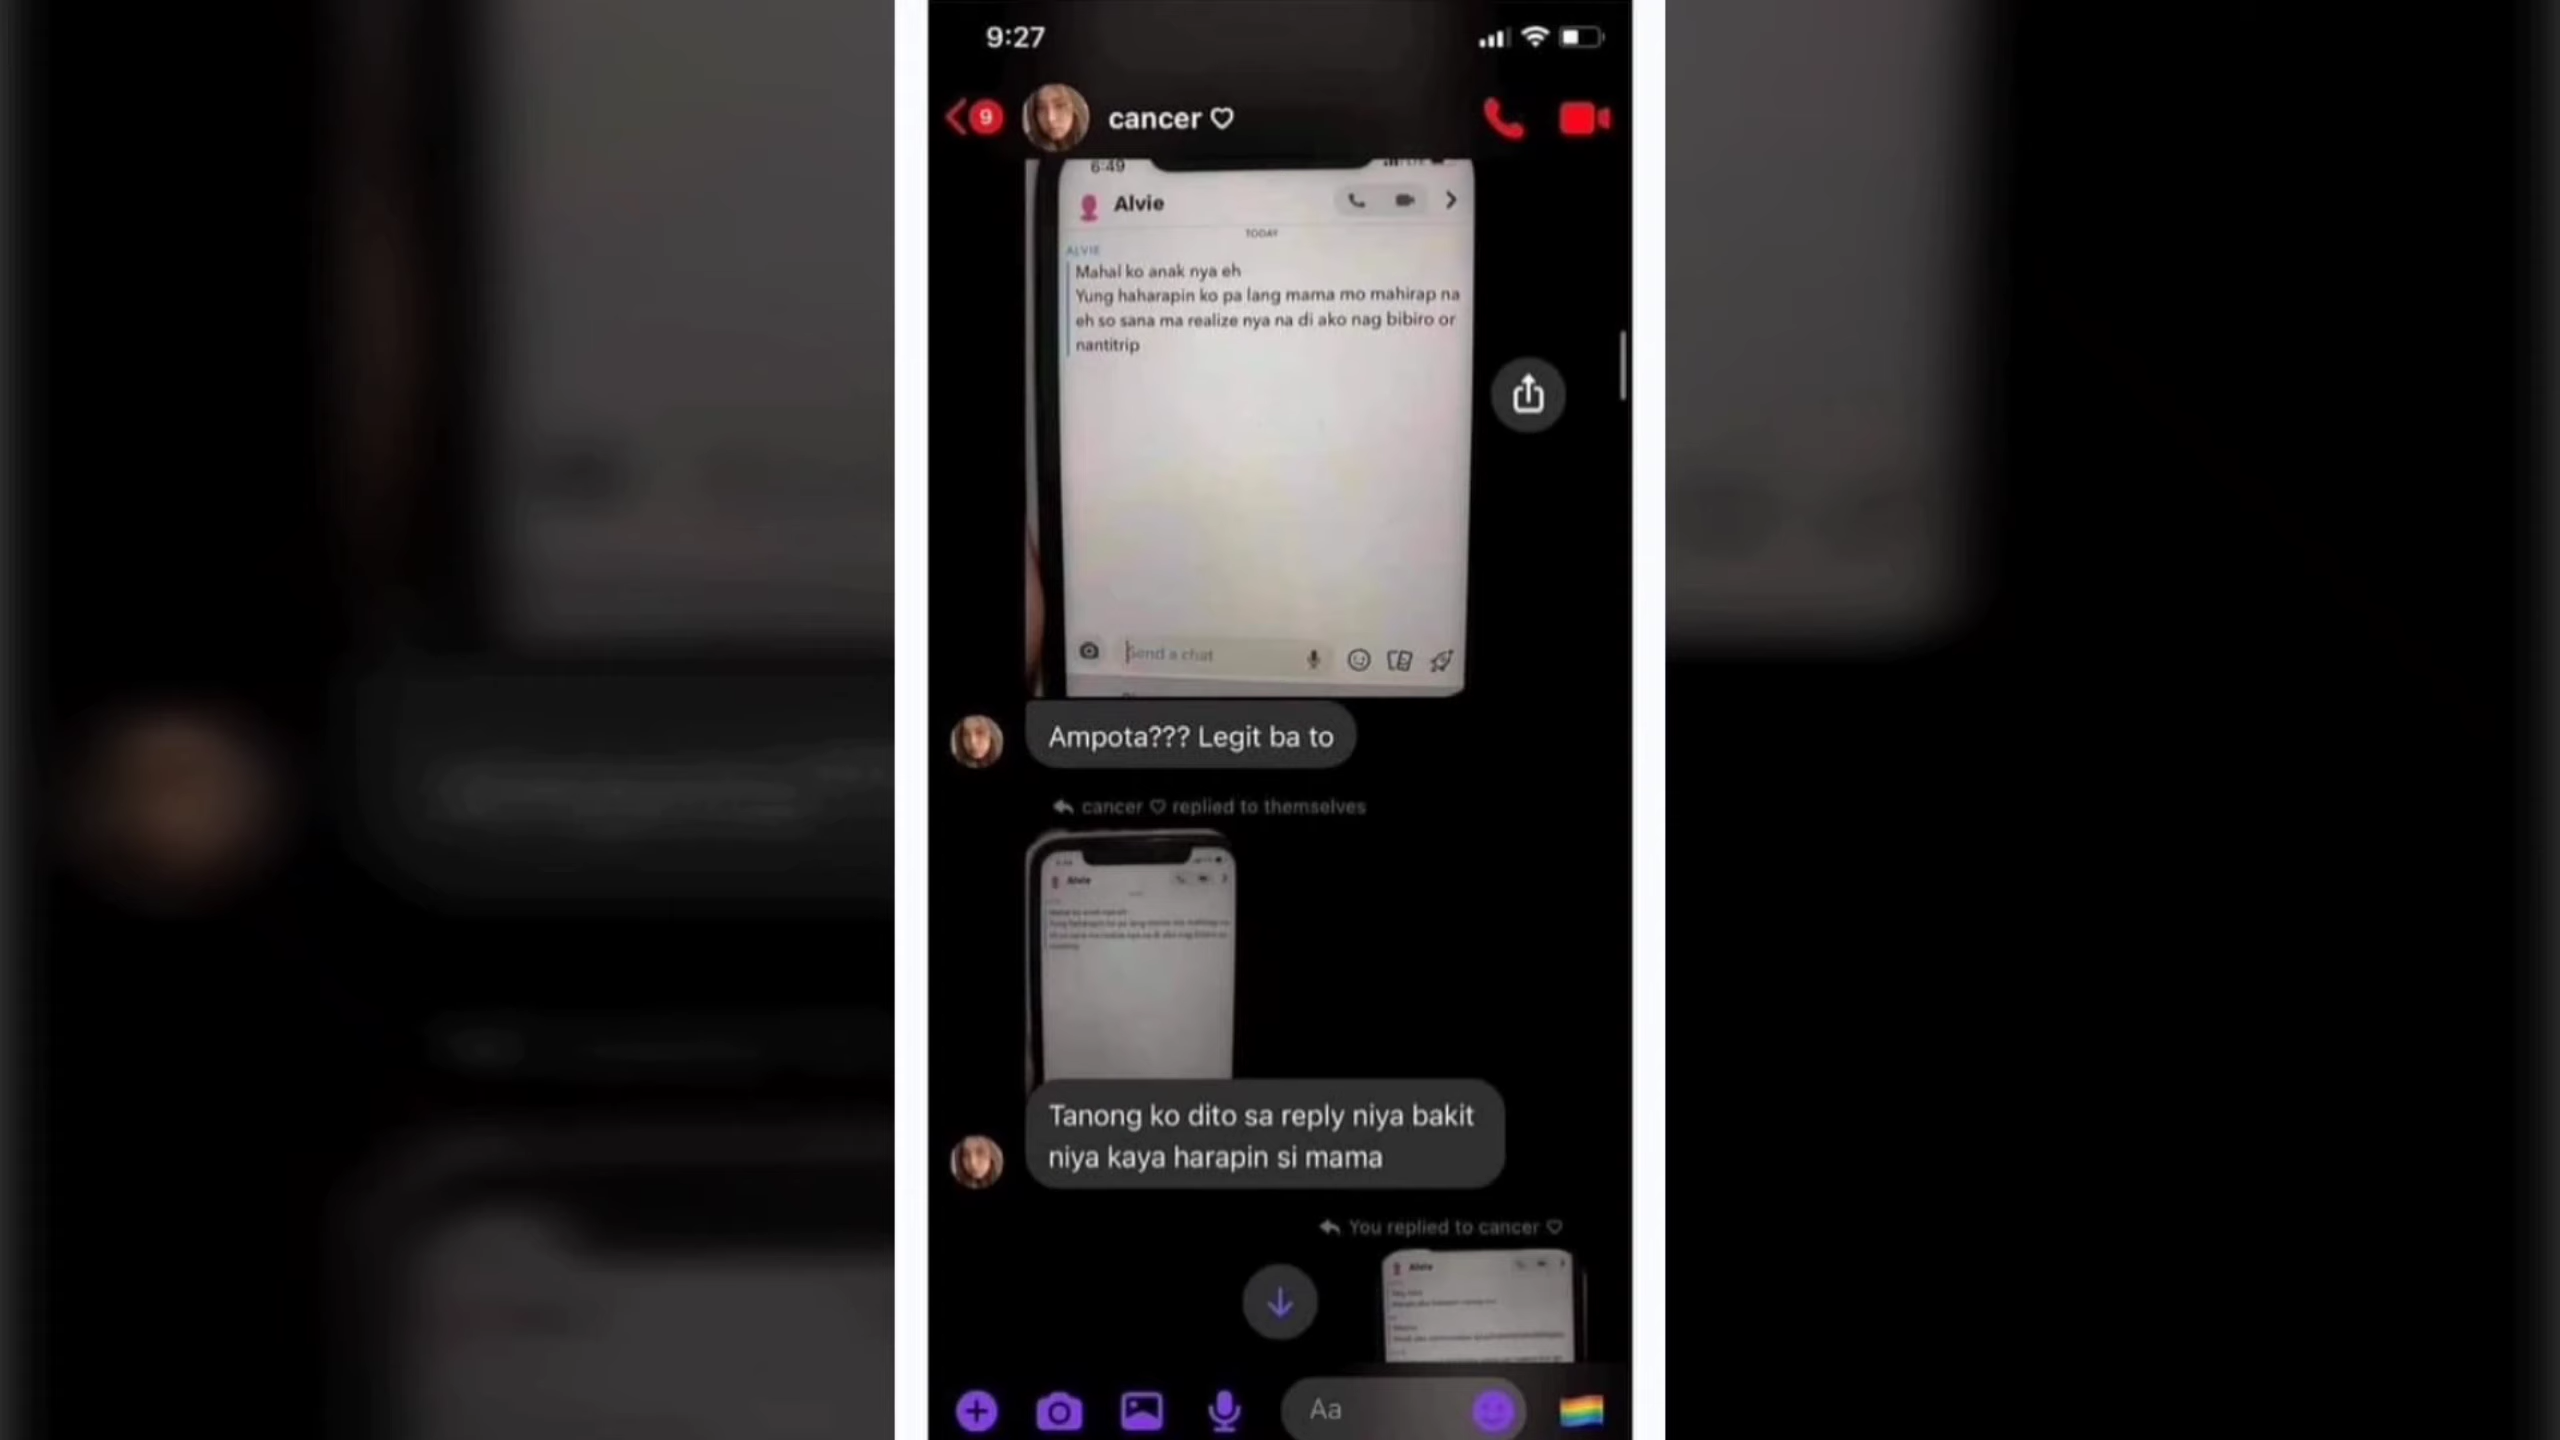 9:27
9
cancer ♡
6:49
Alvie
TODAY
ALVIE
Mahal ko anak nya eh
Yung haharapin ko pa lang mama mo mahirap na
eh so sana ma realize nya na di ako nag bibiro or
nantitrip
Send a chat
Ampota??? Legit ba to
cancer ♡ replied to themselves
Alvie
Tanong ko dito sa reply niya bakit
niya kaya harapin si mama
You replied to cancer ♡
Alvie
Aa